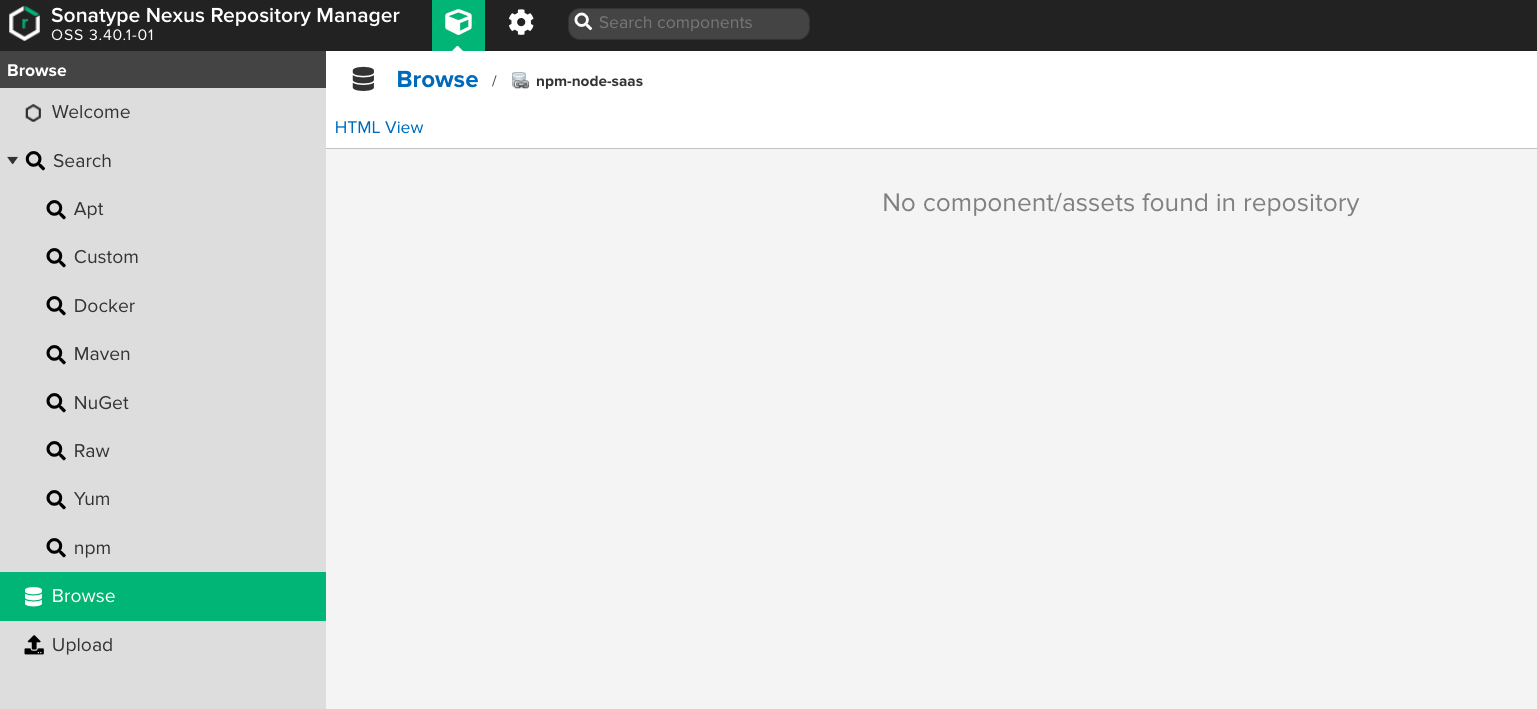 Sonatype Nexus Repository Manager
OSS 3.40.1-01
Search components
Browse
Welcome
Search
Apt
Custom
Docker
Maven
NuGet
Raw
Yum
npm
Browse
Upload
Browse / npm-node-saas
HTML View
No component/assets found in repository